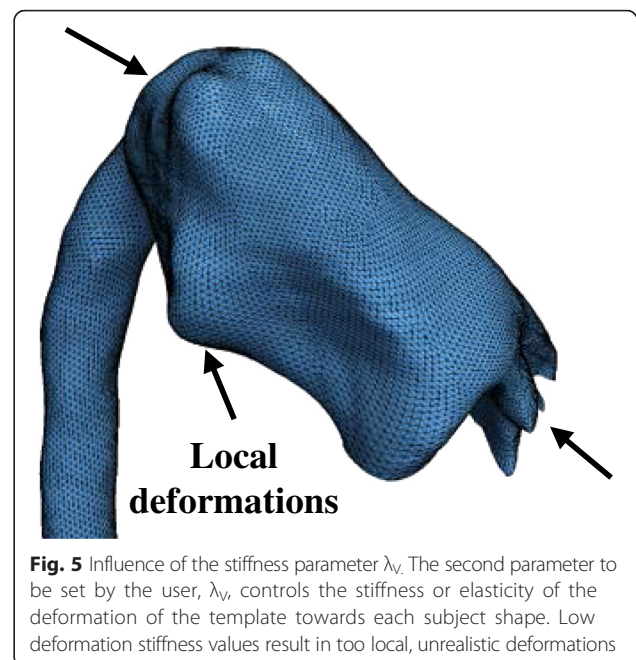 Local
deformations
Fig. 5 Influence of the stiffness parameter λV. The second parameter to
be set by the user, λV, controls the stiffness or elasticity of the
deformation of the template towards each subject shape. Low
deformation stiffness values result in too local, unrealistic deformations